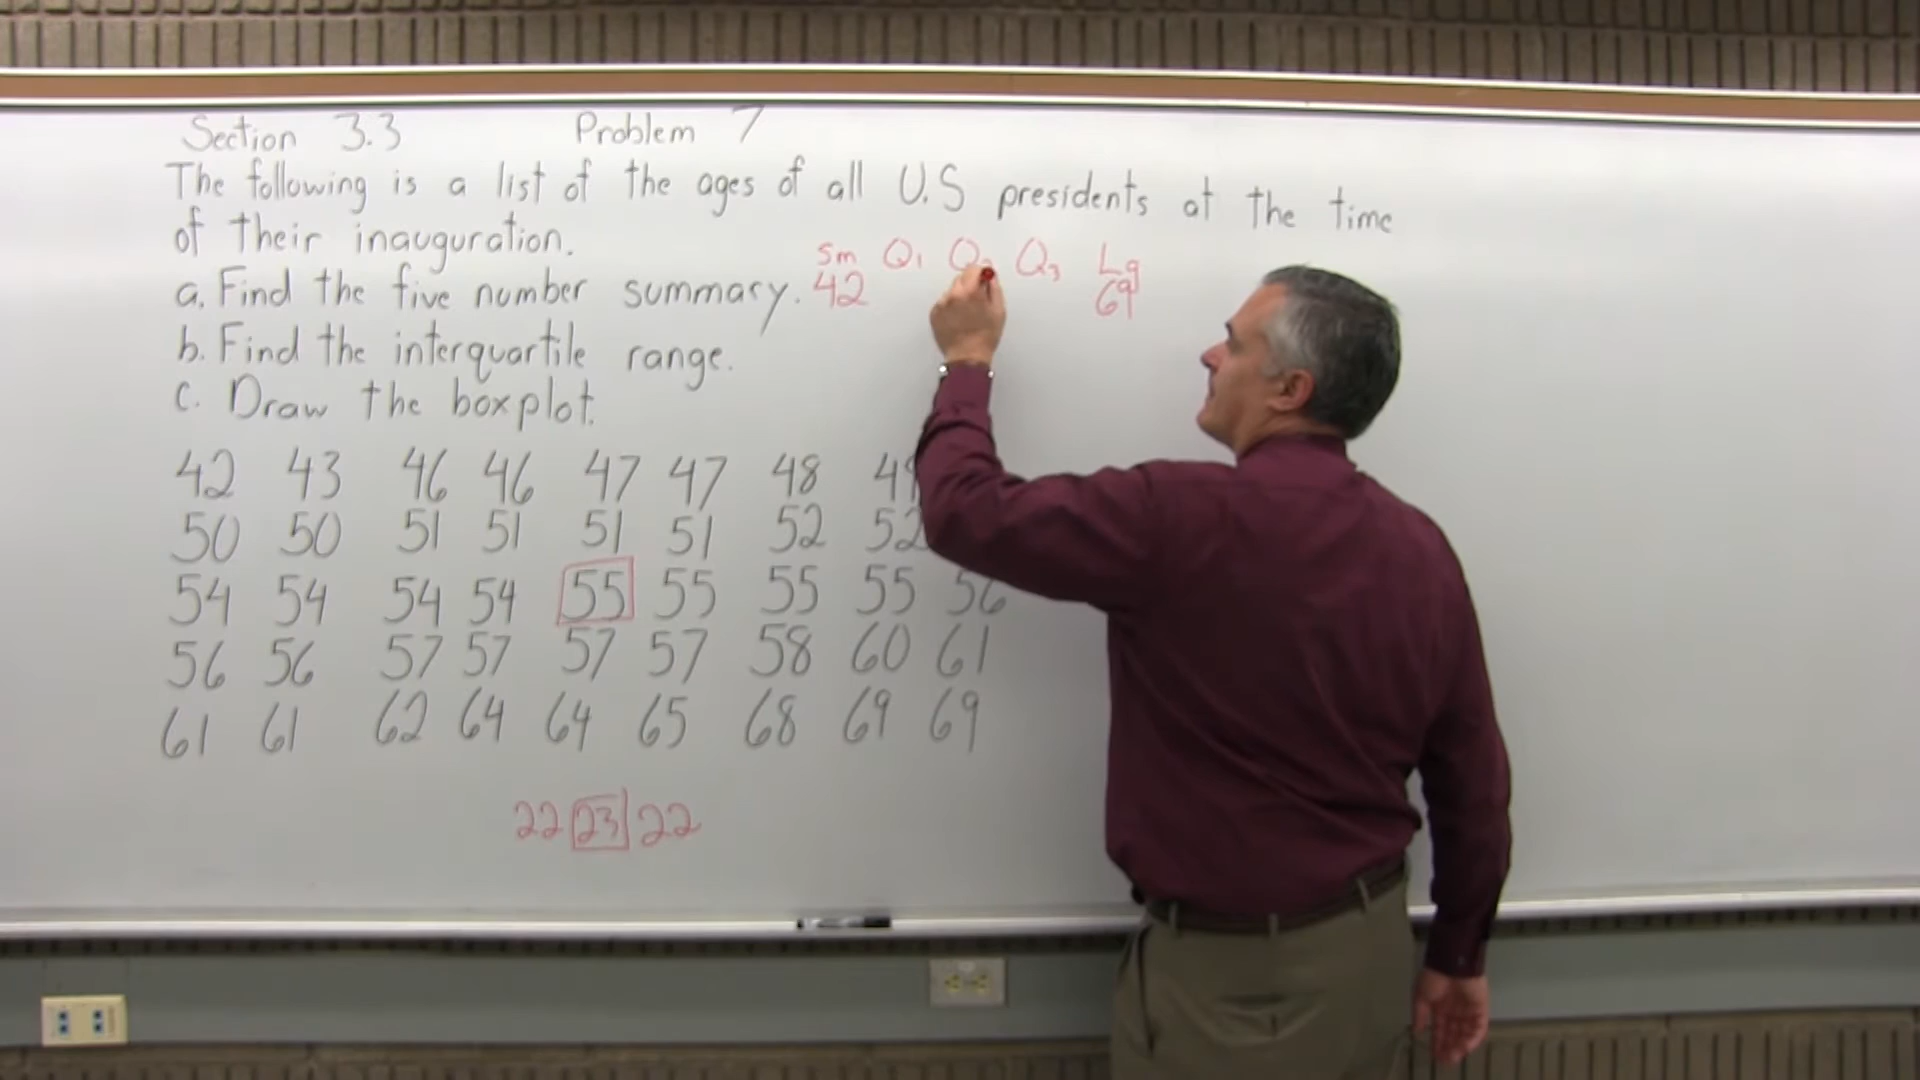 Section 3.3 Problem 7
The following is a list of the ages of all U.S presidents at the time
of their inauguration.
Sm Q1 Q2 Q3 Lg
a. Find the five number summary. 42 69
b. Find the interquartile range.
c. Draw the boxplot.
42 43 46 46 47 47 48 49
50 50 51 51 51 51 52 52
54 54 54 54 55 55 55 55 56
56 56 57 57 57 57 58 60 61
61 61 62 64 64 65 68 69 69
22 23 22